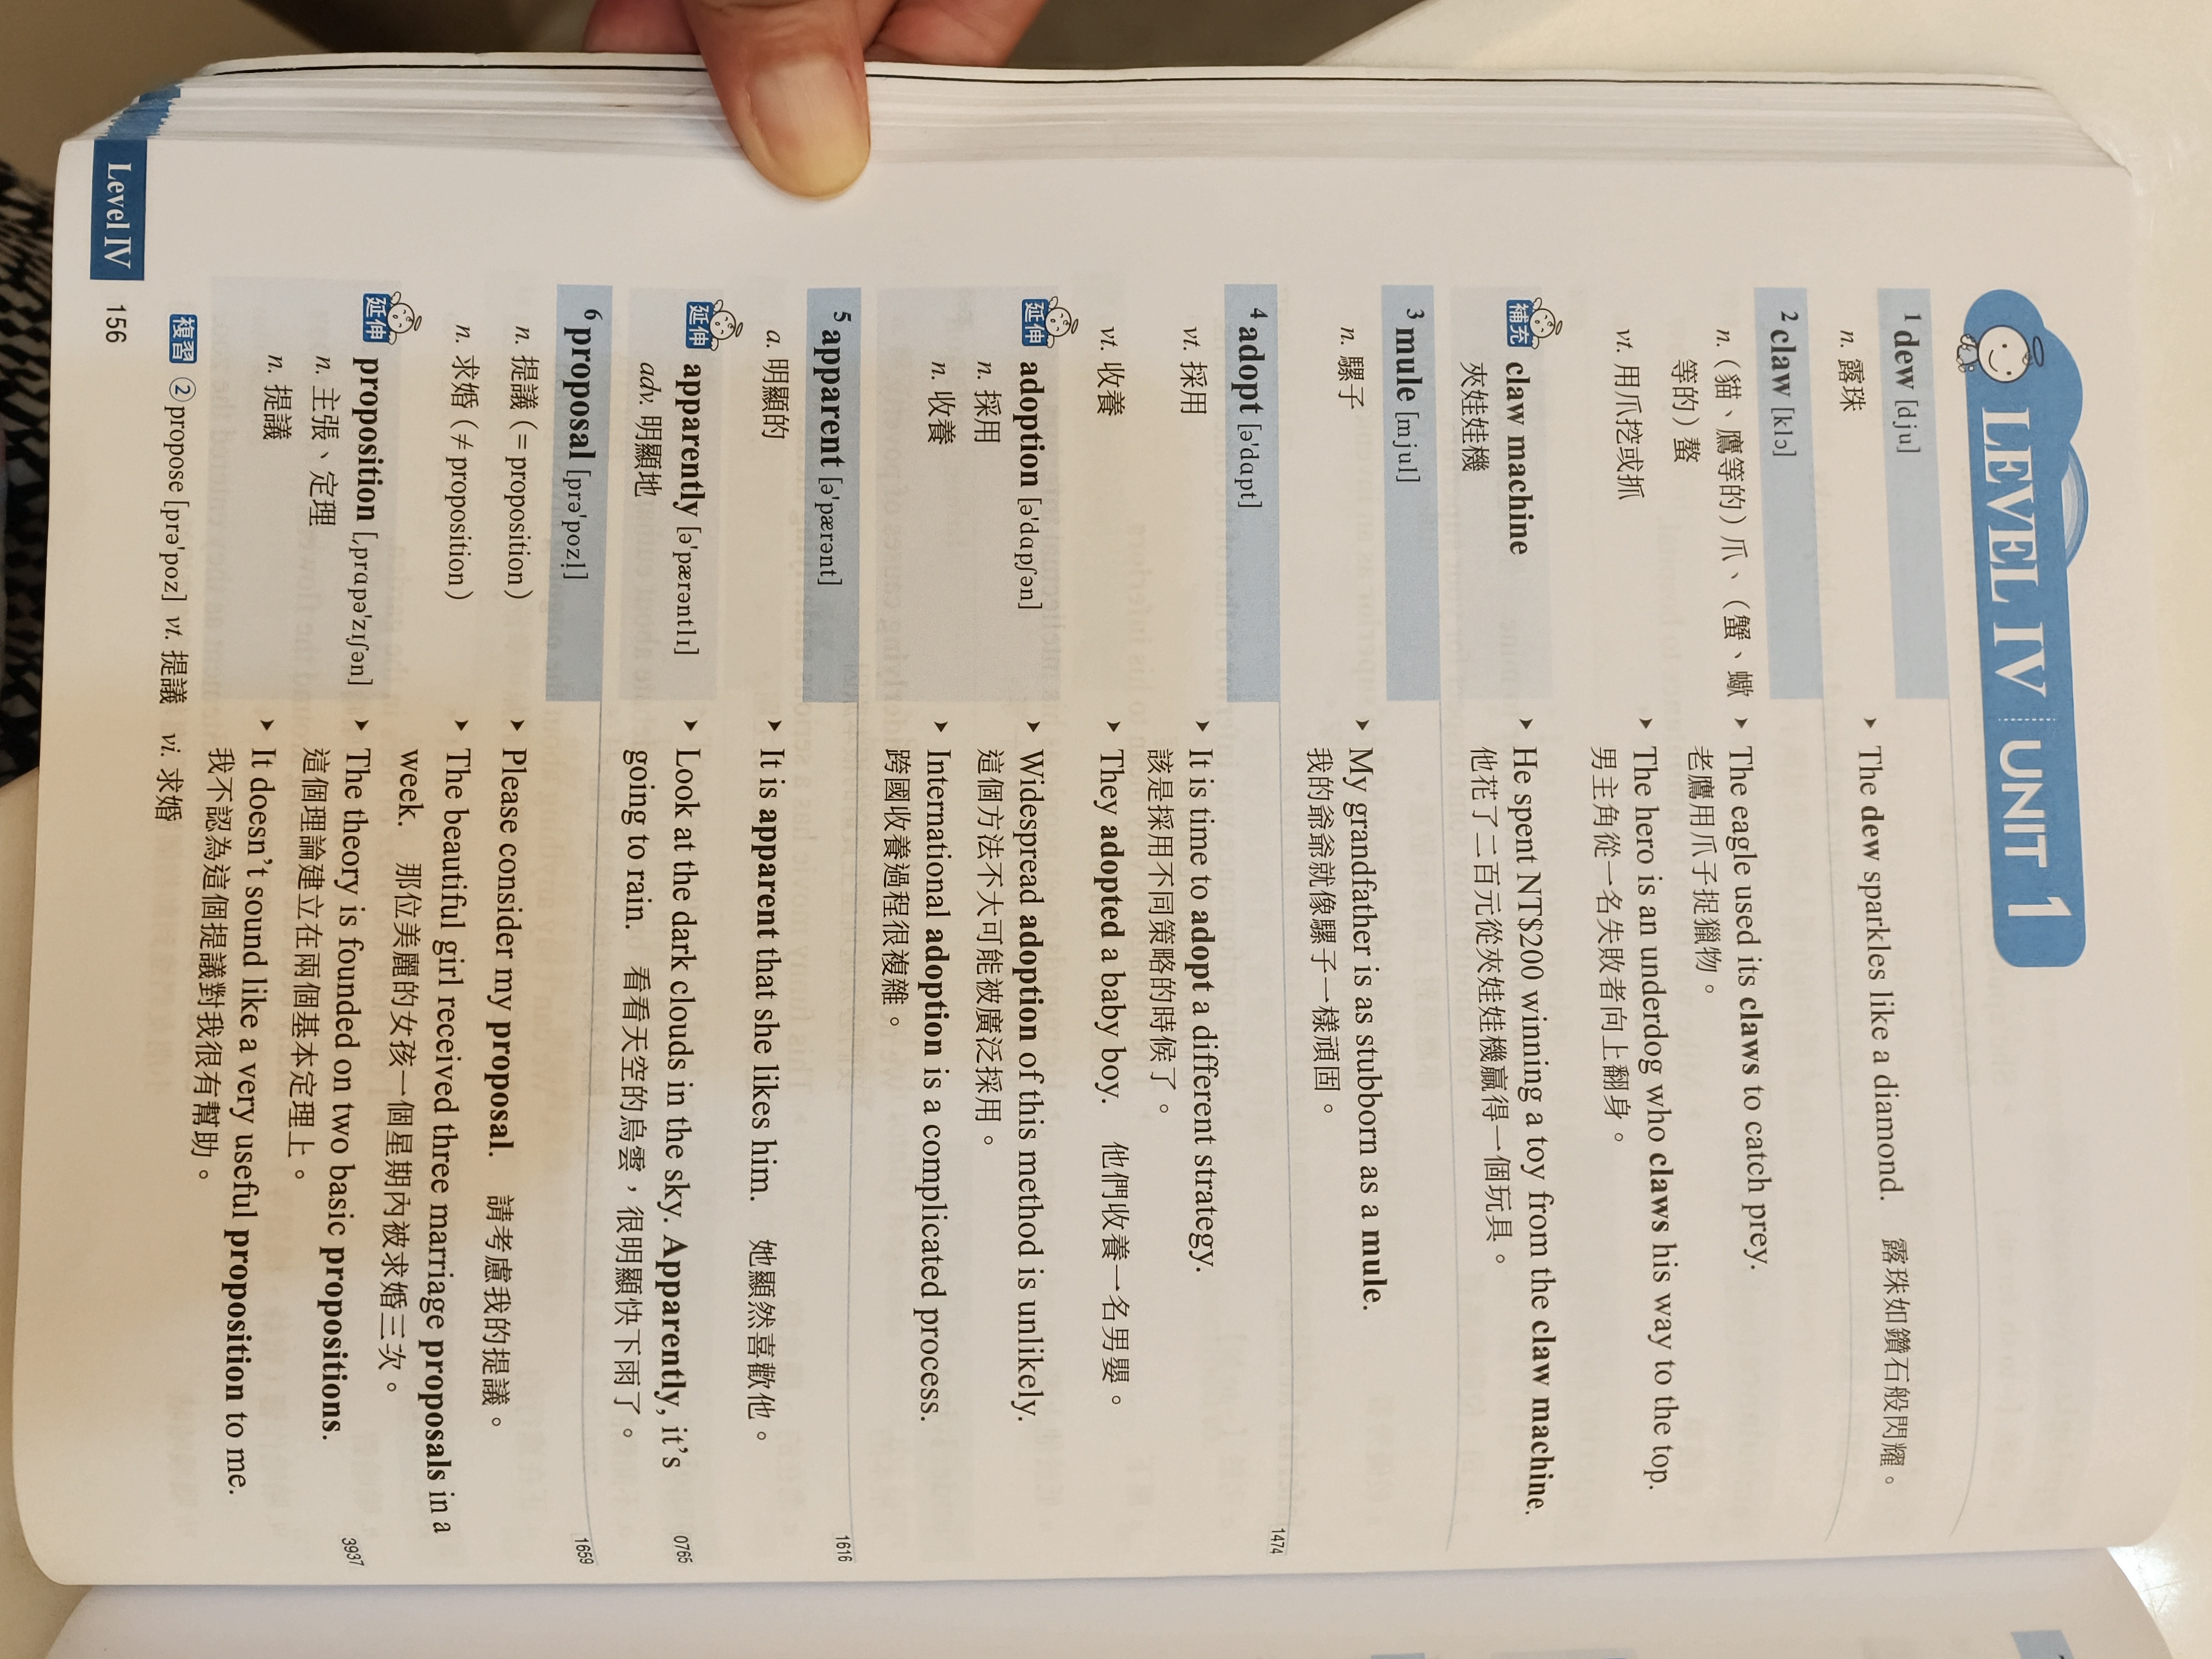 LEVEL IV UNIT 1
1 dew [dju]
n. 露珠
➤ The dew sparkles like a diamond. 露珠如鑽石般閃耀。
2 claw [klɔ]
n.（貓、鷹等的）爪、（蟹、蠍
等的）螯
➤ The eagle used its claws to catch prey.
老鷹用爪子捉獵物。
vt. 用爪挖或抓
➤ The hero is an underdog who claws his way to the top.
男主角從一名失敗者向上翻身。
補充 claw machine
夾娃娃機
➤ He spent NT$200 winning a toy from the claw machine.
他花了二百元從夾娃娃機贏得一個玩具。
3 mule [mjul]
n. 騾子
➤ My grandfather is as stubborn as a mule.
我的爺爺就像騾子一樣頑固。
4 adopt [ə'dɑpt] 1474
vt. 採用
➤ It is time to adopt a different strategy.
該是採用不同策略的時候了。
vt. 收養
➤ They adopted a baby boy. 他們收養一名男嬰。
延伸 adoption [ə'dɑpʃən]
n. 採用
➤ Widespread adoption of this method is unlikely.
這個方法不大可能被廣泛採用。
n. 收養
➤ International adoption is a complicated process.
跨國收養過程很複雜。
5 apparent [ə'pærənt] 1616
a. 明顯的
➤ It is apparent that she likes him. 她顯然喜歡他。
延伸 apparently [ə'pærəntlɪ] 0765
adv. 明顯地
➤ Look at the dark clouds in the sky. Apparently, it's
going to rain. 看看天空的烏雲，很明顯快下雨了。
6 proposal [prə'pozl̩] 1659
n. 提議（= proposition）
➤ Please consider my proposal. 請考慮我的提議。
n. 求婚（≠ proposition）
➤ The beautiful girl received three marriage proposals in a
week. 那位美麗的女孩一個星期內被求婚三次。
延伸 proposition [ˌprɑpə'zɪʃən] 3937
n. 主張、定理
➤ The theory is founded on two basic propositions.
這個理論建立在兩個基本定理上。
n. 提議
➤ It doesn't sound like a very useful proposition to me.
我不認為這個提議對我很有幫助。
複習 ② propose [prə'poz] vt. 提議 vi. 求婚
Level IV 156